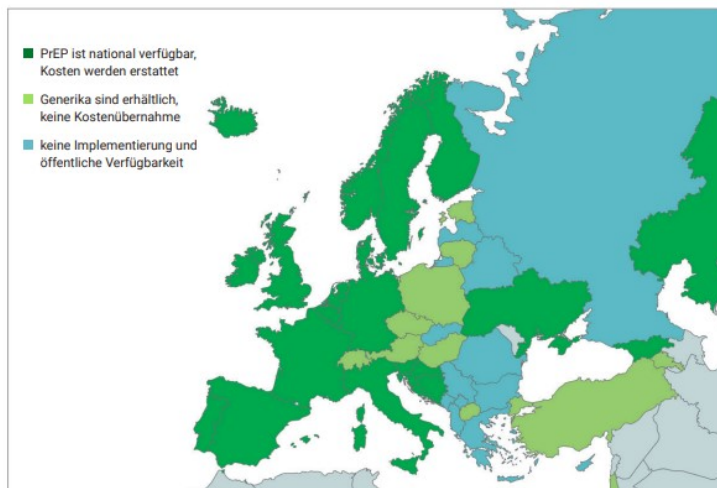 PrEP ist national verfügbar,
Kosten werden erstattet
Generika sind erhältlich,
keine Kostenübernahme
keine Implementierung und
öffentliche Verfügbarkeit